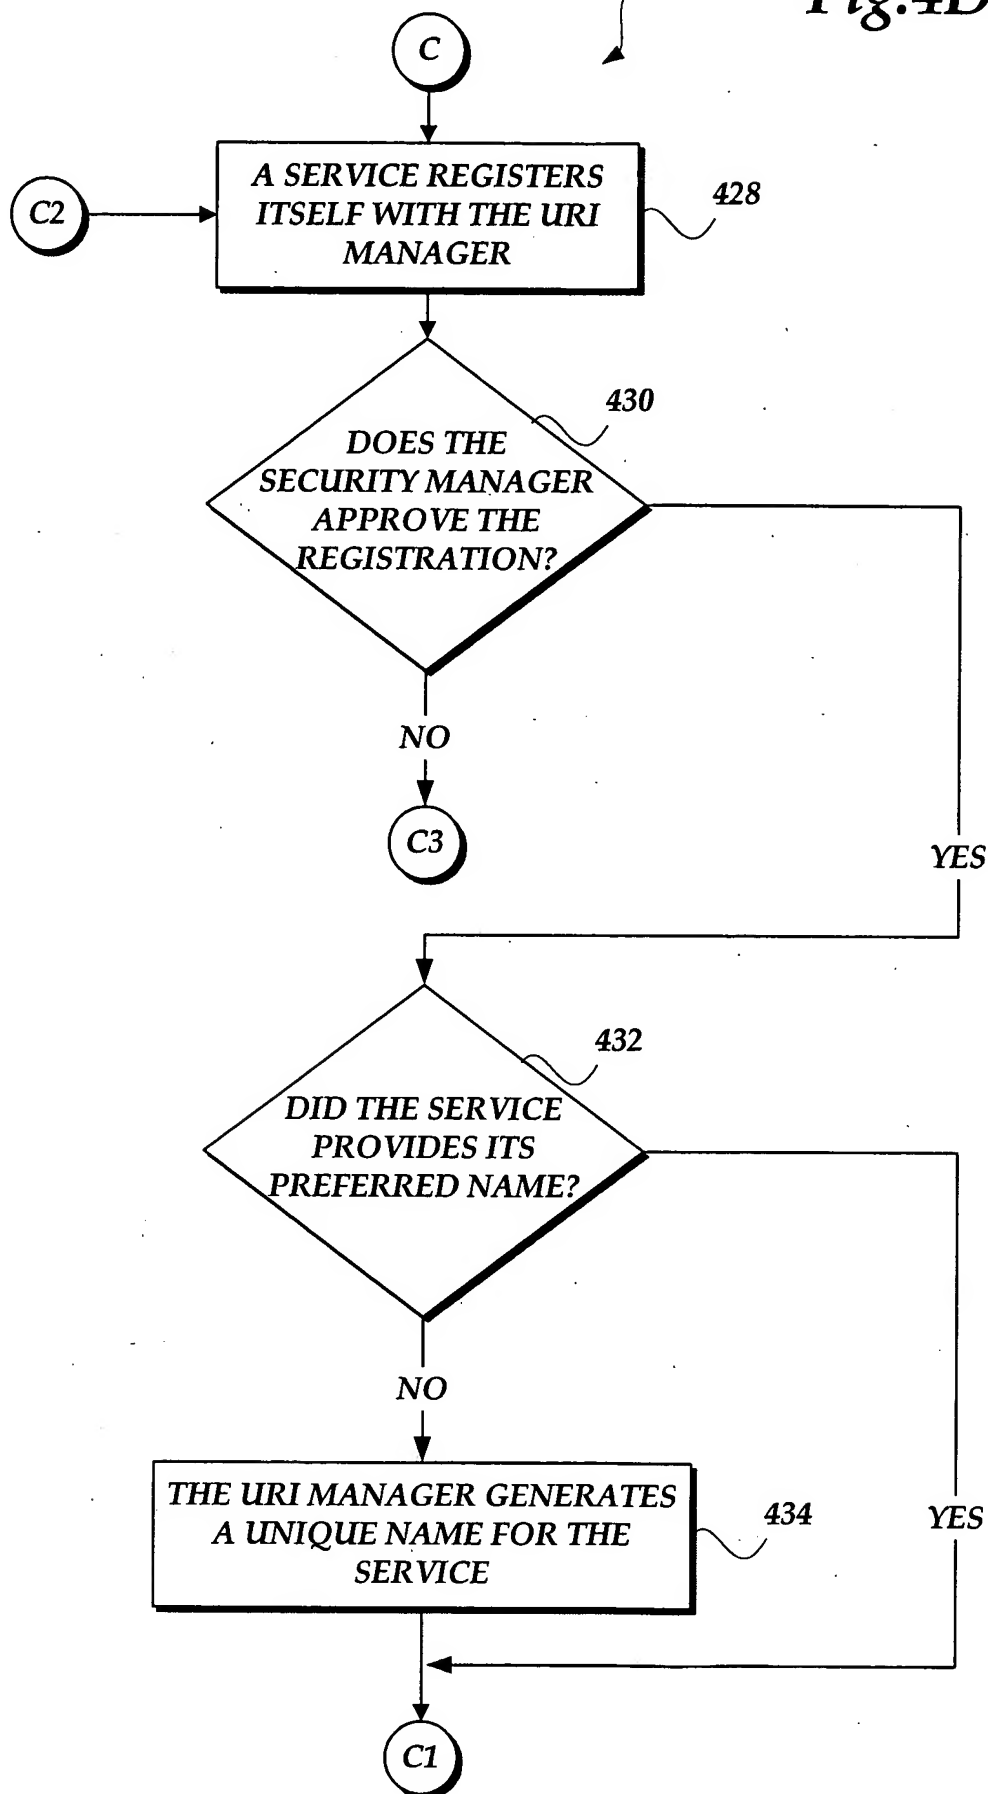 Fig.4D
C
A SERVICE REGISTERS
ITSELF WITH THE URI
MANAGER
428
C2
430
DOES THE
SECURITY MANAGER
APPROVE THE
REGISTRATION?
NO
C3
YES
432
DID THE SERVICE
PROVIDES ITS
PREFERRED NAME?
NO
THE URI MANAGER GENERATES
A UNIQUE NAME FOR THE
SERVICE
434
YES
C1